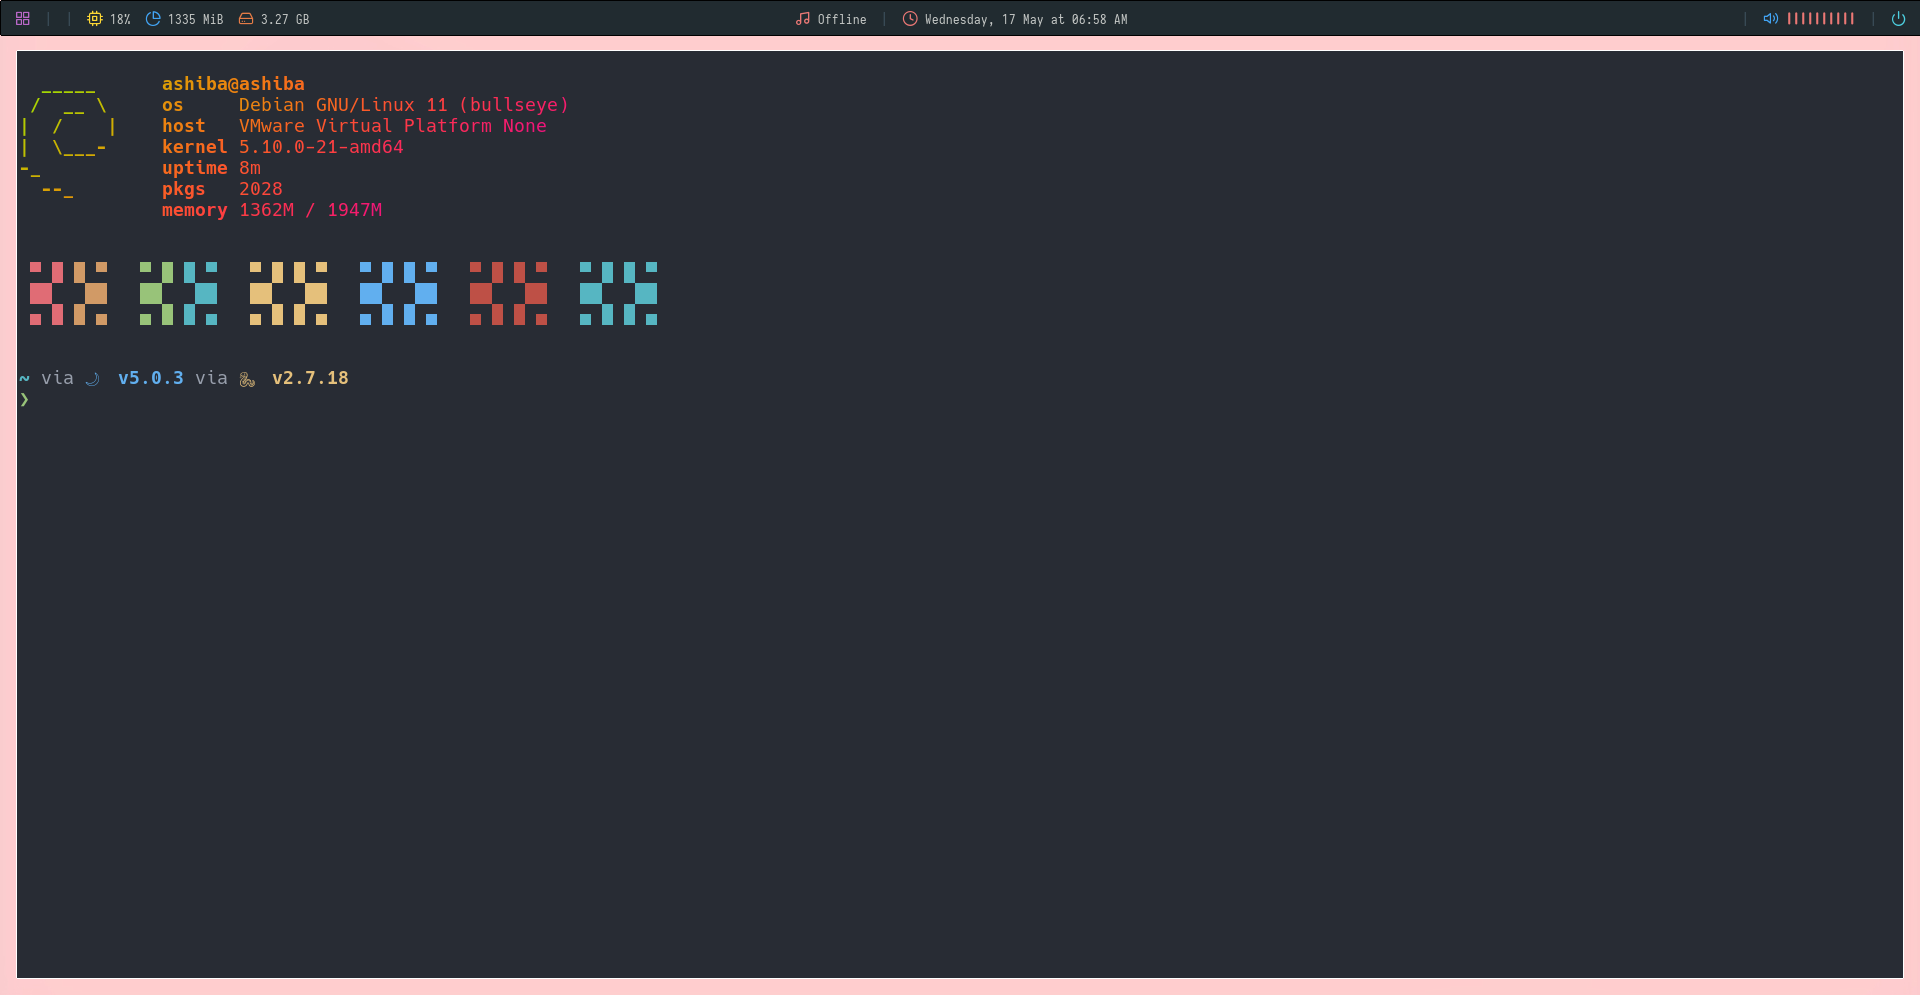 18% 1335 MiB 3.27 GB Offline Wednesday, 17 May at 06:58 AM
ashiba@ashiba
os Debian GNU/Linux 11 (bullseye)
host VMware Virtual Platform None
kernel 5.10.0-21-amd64
uptime 8m
pkgs 2028
memory 1362M / 1947M
~ via v5.0.3 via v2.7.18
❯